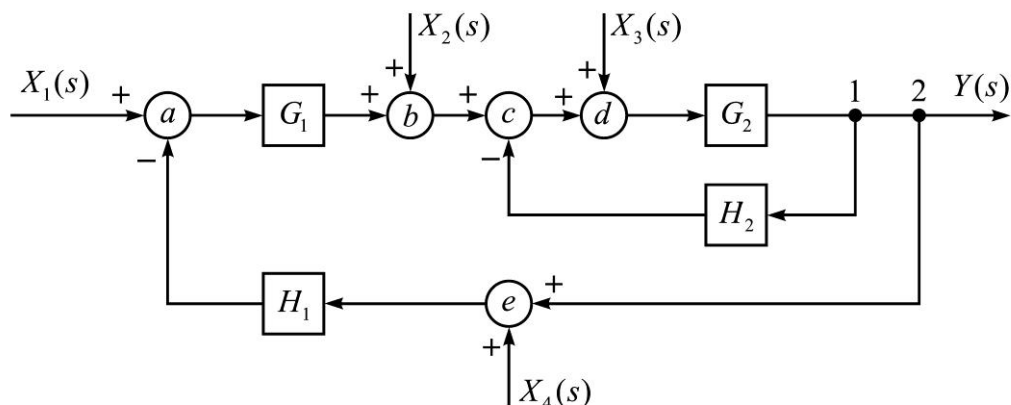 X₂(s)
X₃(s)
X₁(s)
+ a G₁ + b + c + d G₂ 1 2 Y(s)
+ +
− −
H₂
H₁ e +
+
X₄(s)